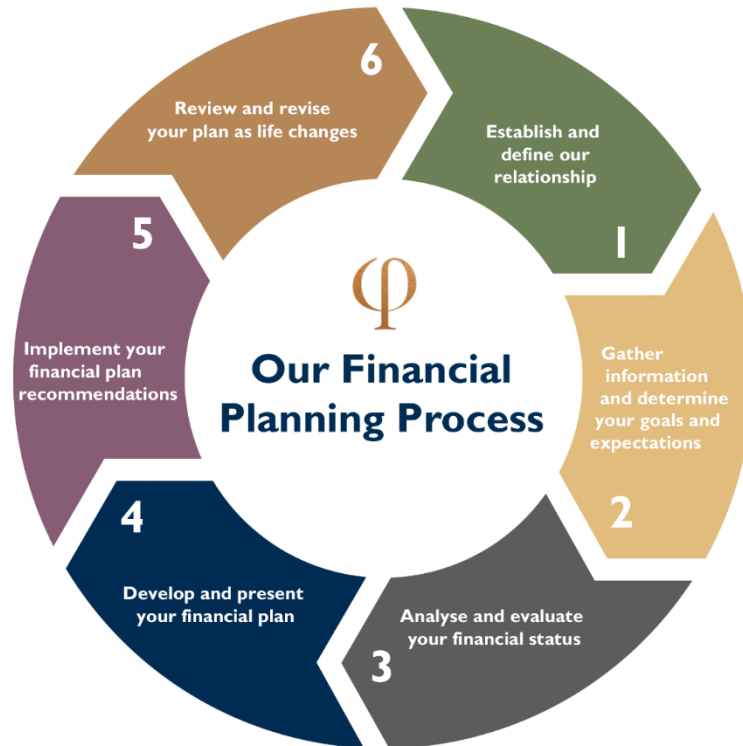 φ
Our Financial
Planning Process
1
Establish and
define our
relationship
2
Gather
information
and determine
your goals and
expectations
3
Analyse and evaluate
your financial status
4
Develop and present
your financial plan
5
Implement your
financial plan
recommendations
6
Review and revise
your plan as life changes